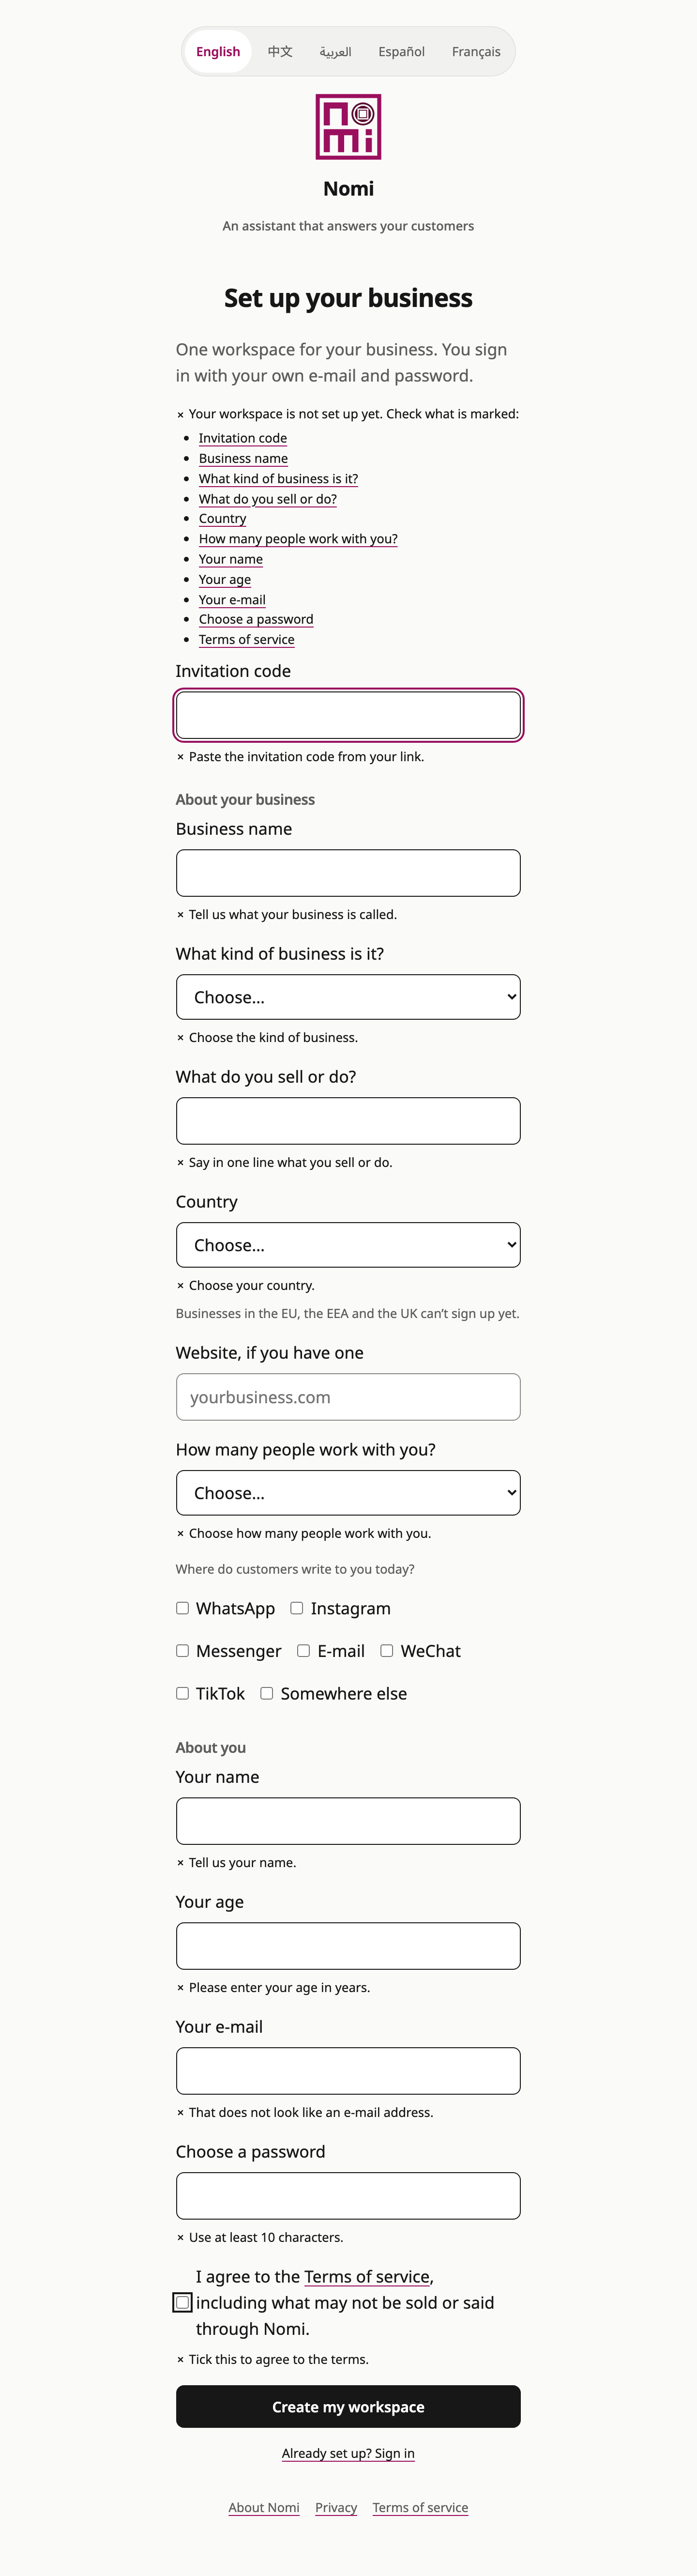 English 中文 العربية Español Français
nomi
Nomi
An assistant that answers your customers
Set up your business
One workspace for your business. You sign
in with your own e-mail and password.
× Your workspace is not set up yet. Check what is marked:
• Invitation code
• Business name
• What kind of business is it?
• What do you sell or do?
• Country
• How many people work with you?
• Your name
• Your age
• Your e-mail
• Choose a password
• Terms of service
Invitation code
× Paste the invitation code from your link.
About your business
Business name
× Tell us what your business is called.
What kind of business is it?
Choose...
× Choose the kind of business.
What do you sell or do?
× Say in one line what you sell or do.
Country
Choose...
× Choose your country.
Businesses in the EU, the EEA and the UK can’t sign up yet.
Website, if you have one
yourbusiness.com
How many people work with you?
Choose...
× Choose how many people work with you.
Where do customers write to you today?
WhatsApp Instagram
Messenger E-mail WeChat
TikTok Somewhere else
About you
Your name
× Tell us your name.
Your age
× Please enter your age in years.
Your e-mail
× That does not look like an e-mail address.
Choose a password
× Use at least 10 characters.
I agree to the Terms of service,
including what may not be sold or said
through Nomi.
× Tick this to agree to the terms.
Create my workspace
Already set up? Sign in
About Nomi Privacy Terms of service